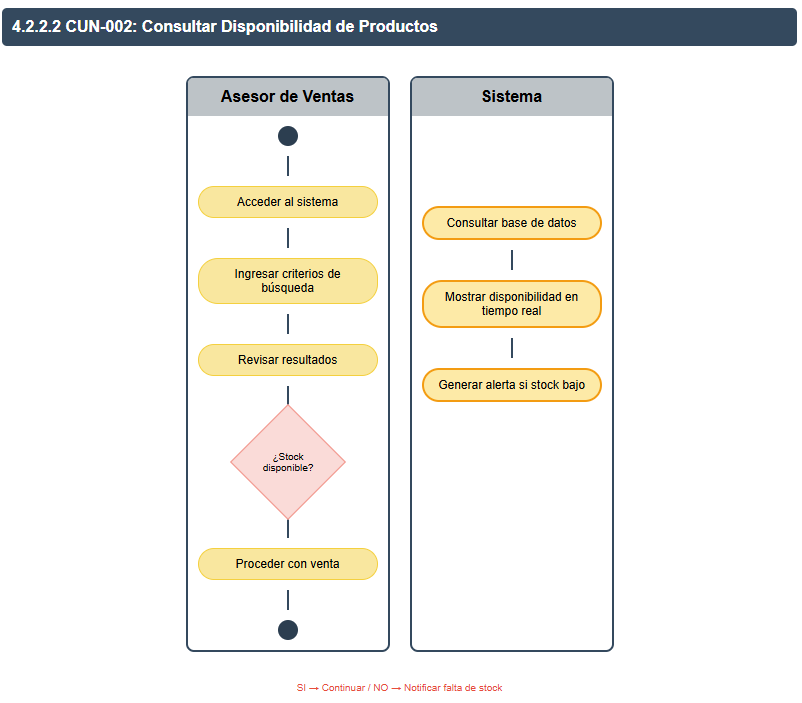 4.2.2.2 CUN-002: Consultar Disponibilidad de Productos
Asesor de Ventas
Acceder al sistema
Ingresar criterios de
búsqueda
Revisar resultados
¿Stock
disponible?
Proceder con venta
Sistema
Consultar base de datos
Mostrar disponibilidad en
tiempo real
Generar alerta si stock bajo
SI → Continuar / NO → Notificar falta de stock